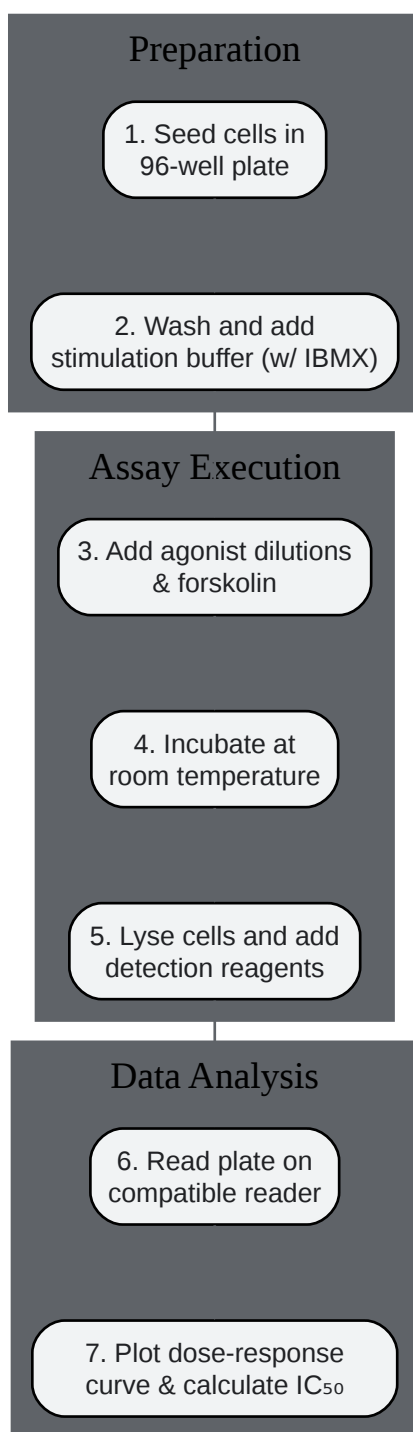 Preparation
1. Seed cells in
96-well plate
2. Wash and add
stimulation buffer (w/ IBMX)
Assay Execution
3. Add agonist dilutions
& forskolin
4. Incubate at
room temperature
5. Lyse cells and add
detection reagents
Data Analysis
6. Read plate on
compatible reader
7. Plot dose-response
curve & calculate IC₅₀